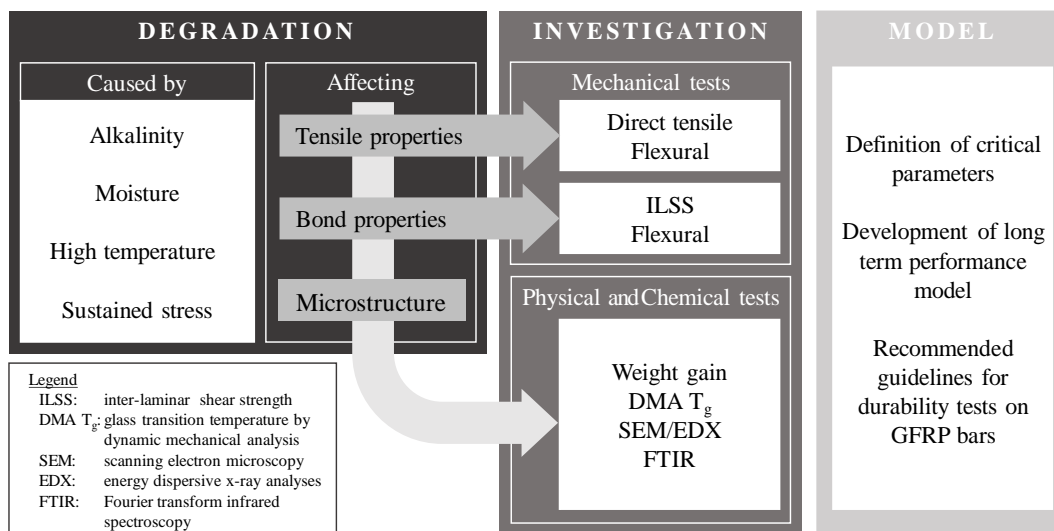 DEGRADATION
Caused by
Alkalinity
Moisture
High temperature
Sustained stress
Affecting
Tensile properties
Bond properties
Microstructure
INVESTIGATION
Mechanical tests
Direct tensile
Flexural
ILSS
Flexural
Physical and Chemical tests
Weight gain
DMA Tg
SEM/EDX
FTIR
MODEL
Definition of critical
parameters
Development of long
term performance
model
Recommended
guidelines for
durability tests on
GFRP bars
Legend
ILSS: inter-laminar shear strength
DMA Tg: glass transition temperature by
dynamic mechanical analysis
SEM: scanning electron microscopy
EDX: energy dispersive x-ray analyses
FTIR: Fourier transform infrared
spectroscopy